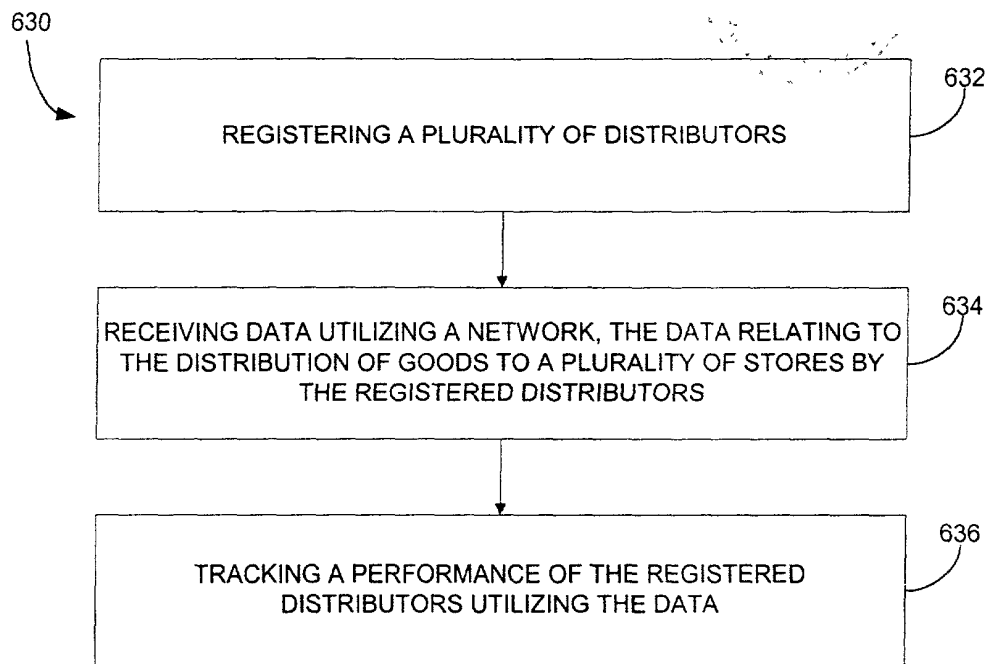 630
632
REGISTERING A PLURALITY OF DISTRIBUTORS
634
RECEIVING DATA UTILIZING A NETWORK, THE DATA RELATING TO
THE DISTRIBUTION OF GOODS TO A PLURALITY OF STORES BY
THE REGISTERED DISTRIBUTORS
636
TRACKING A PERFORMANCE OF THE REGISTERED
DISTRIBUTORS UTILIZING THE DATA